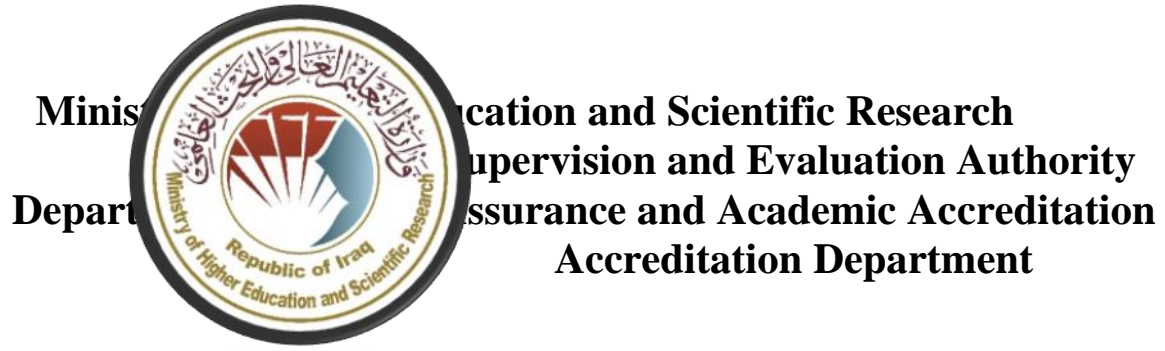 Minis ucation and Scientific Research
upervision and Evaluation Authority
Depart ssurance and Academic Accreditation
Accreditation Department
وزارة التعليم العالي والبحث العلمي
Republic of Iraq
Ministry of Higher Education and Scientific Research